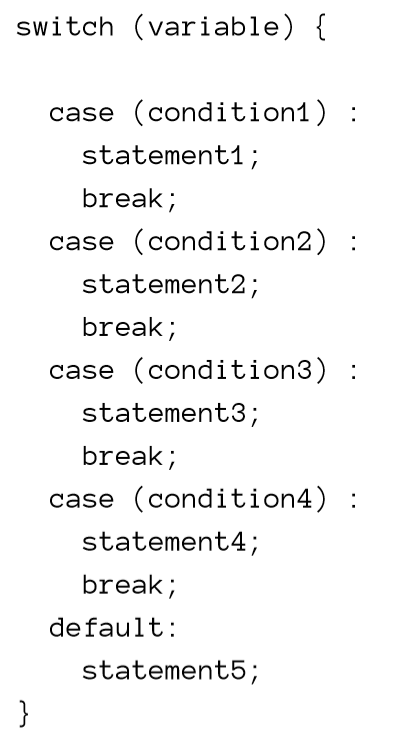 switch (variable) {
  case (condition1) :
    statement1;
    break;
  case (condition2) :
    statement2;
    break;
  case (condition3) :
    statement3;
    break;
  case (condition4) :
    statement4;
    break;
  default:
    statement5;
}